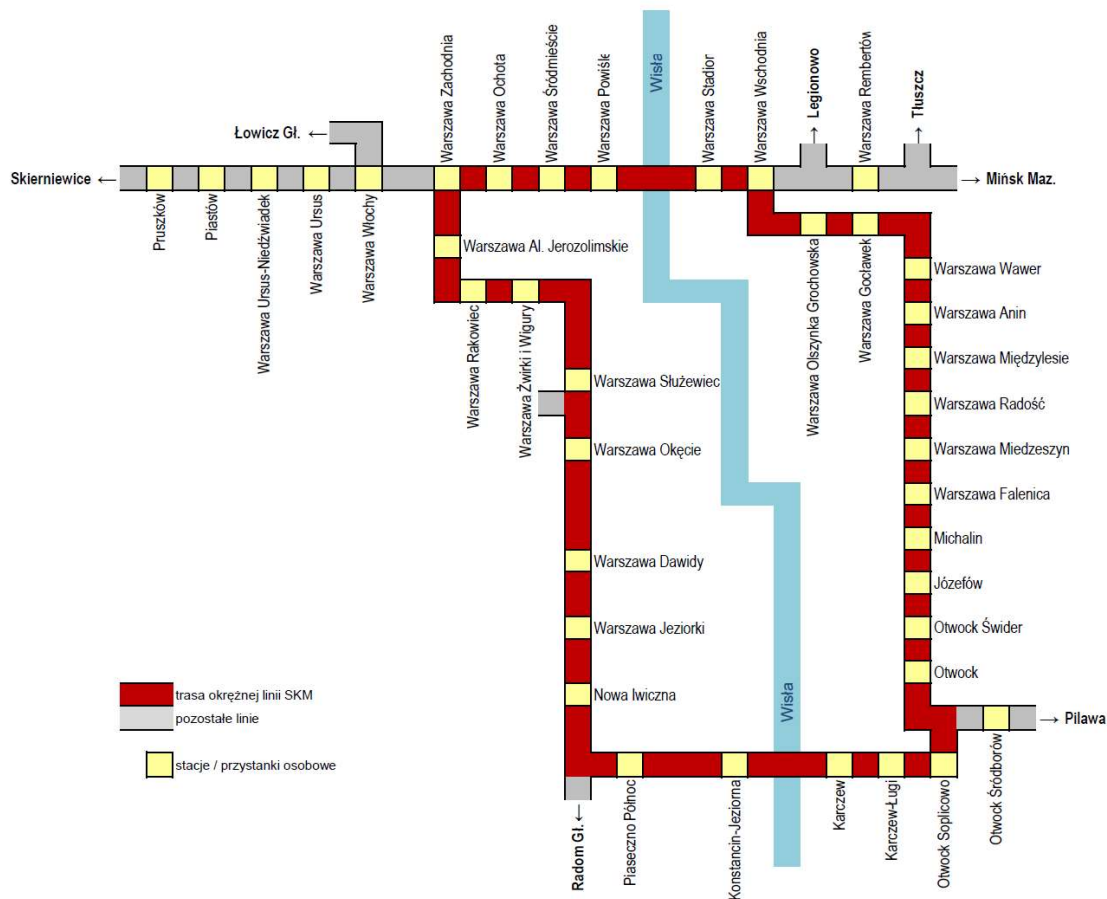 Warszawa Zachodnia
Warszawa Ochota
Warszawa Śródmieście
Warszawa Powiśle
Wisła
Warszawa Stadion
Warszawa Wschodnia
→ Legionowo
Warszawa Rembertów
→ Tłuszcz
Łowicz Gł. ←
Skierniewice ←
→ Mińsk Maz.
Pruszków
Piastów
Warszawa Ursus-Niedźwiadek
Warszawa Ursus
Warszawa Włochy
Warszawa Al. Jerozolimskie
Warszawa Rakowiec
Warszawa Żwirki i Wigury
Warszawa Olszynka Grochowska
Warszawa Gocławek
Warszawa Wawer
Warszawa Anin
Warszawa Międzylesie
Warszawa Radość
Warszawa Miedzeszyn
Warszawa Falenica
Michalin
Józefów
Otwock Świder
Otwock
Warszawa Służewiec
Warszawa Okęcie
Warszawa Dawidy
Warszawa Jeziorki
Nowa Iwiczna
Wisła
trasa okrężnej linii SKM
pozostałe linie
stacje / przystanki osobowe
→ Pilawa
Radom Gł. ←
Piaseczno Północ
Konstancin-Jeziorna
Karczew
Karczew-Ługi
Otwock Soplicowo
Otwock Śródborów